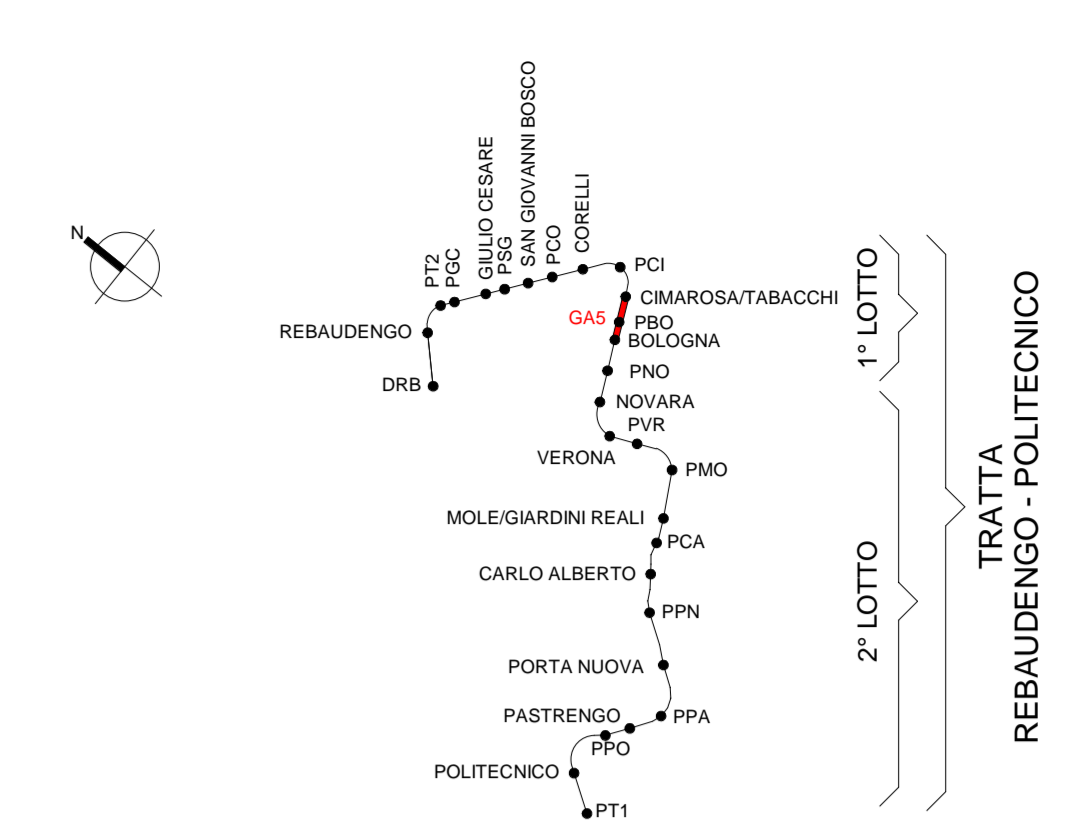 N
PT2
PGC
GIULIO CESARE
PSG
SAN GIOVANNI BOSCO
PCO
CORELLI
PCI
CIMAROSA/TABACCHI
REBAUDENGO
GA5
PBO
BOLOGNA
DRB
PNO
NOVARA
PVR
VERONA
PMO
MOLE/GIARDINI REALI
PCA
CARLO ALBERTO
PPN
PORTA NUOVA
PASTRENGO
PPA
PPO
POLITECNICO
PT1
1° LOTTO
2° LOTTO
TRATTA
REBAUDENGO - POLITECNICO